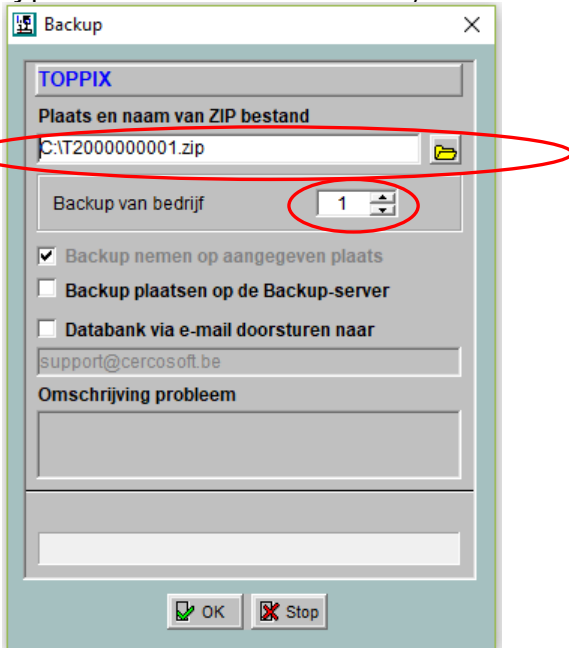 Backup
TOPPIX
Plaats en naam van ZIP bestand
C:\T2000000001.zip
Backup van bedrijf 1
Backup nemen op aangegeven plaats
Backup plaatsen op de Backup-server
Databank via e-mail doorsturen naar
support@cercosoft.be
Omschrijving probleem
OK Stop